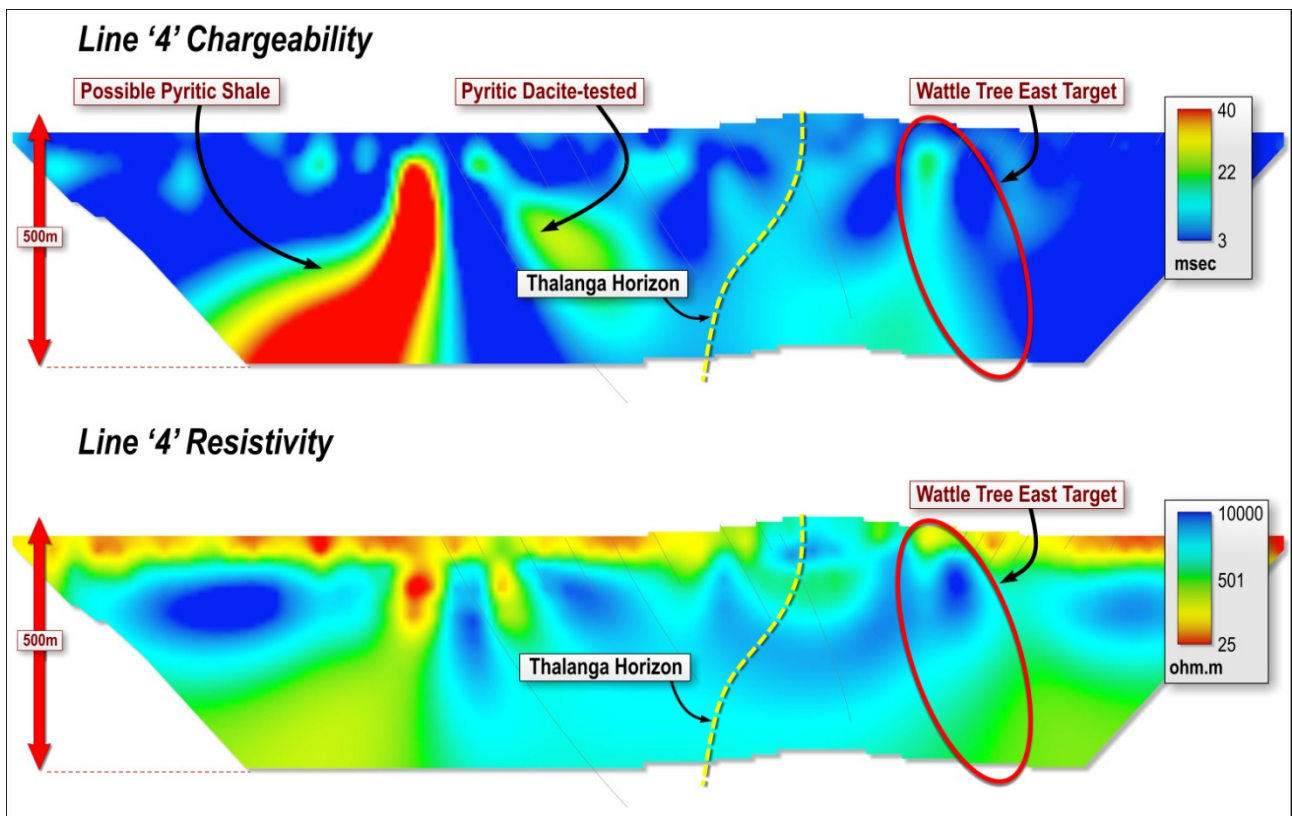 Line ‘4’ Chargeability
Possible Pyritic Shale
Pyritic Dacite-tested
Wattle Tree East Target
40
22
3
msec
500m
Thalanga Horizon
Line ‘4’ Resistivity
Wattle Tree East Target
10000
501
25
ohm.m
500m
Thalanga Horizon